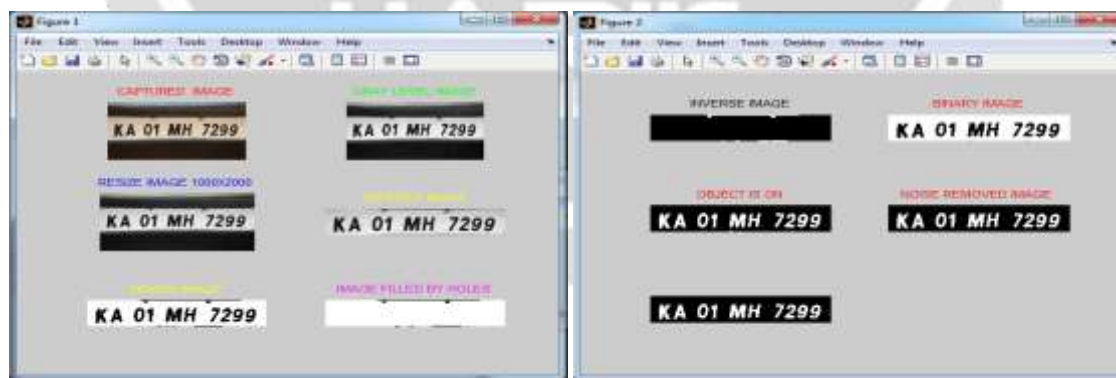 Figure 1
File Edit View Insert Tools Desktop Window Help
CAPTURED IMAGE
GRAY LEVEL IMAGE
KA 01 MH 7299
KA 01 MH 7299
RESIZE IMAGE 1000X2000
KA 01 MH 7299
KA 01 MH 7299
IMAGE FILLED BY HOLES
KA 01 MH 7299
Figure 2
File Edit View Insert Tools Desktop Window Help
INVERSE IMAGE
BINARY IMAGE
KA 01 MH 7299
OBJECT IS ON
NOISE REMOVED IMAGE
KA 01 MH 7299
KA 01 MH 7299
KA 01 MH 7299